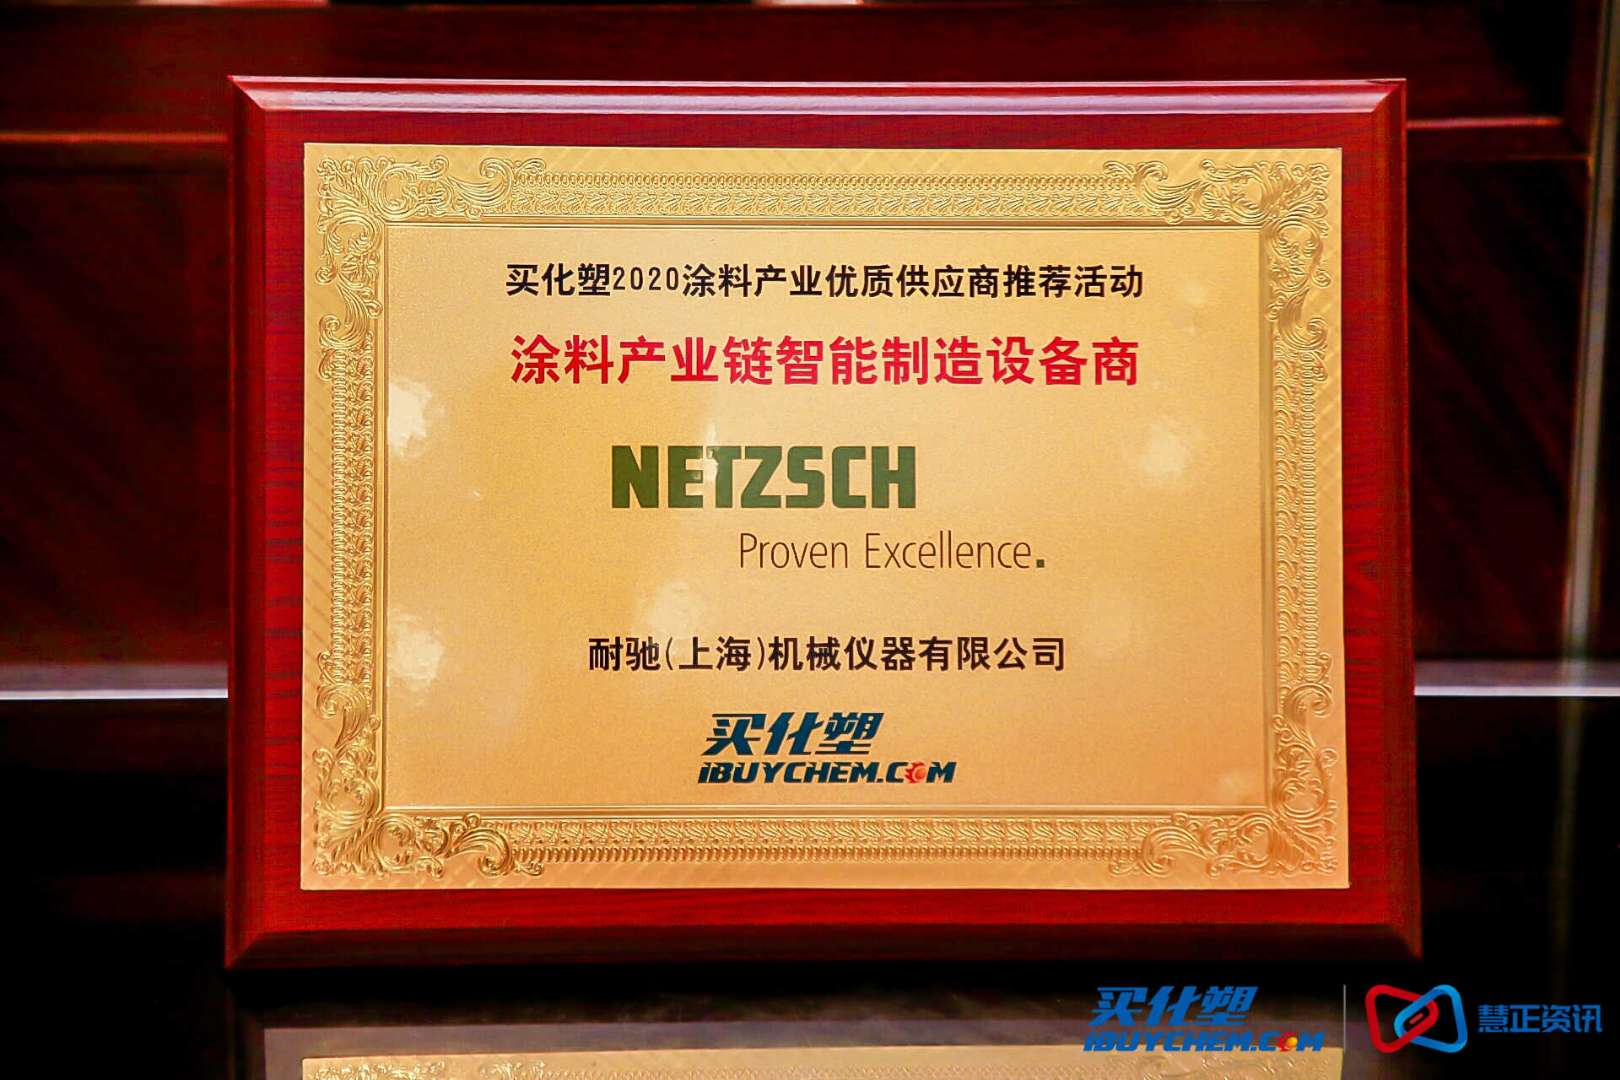 买化塑2020涂料产业优质供应商推荐活动
涂料产业链智能制造设备商
NETZSCH
Proven Excellence.
耐驰(上海)机械仪器有限公司
买化塑
IBUYCHEM.COM
买化塑
IBUYCHEM.COM
慧正资讯